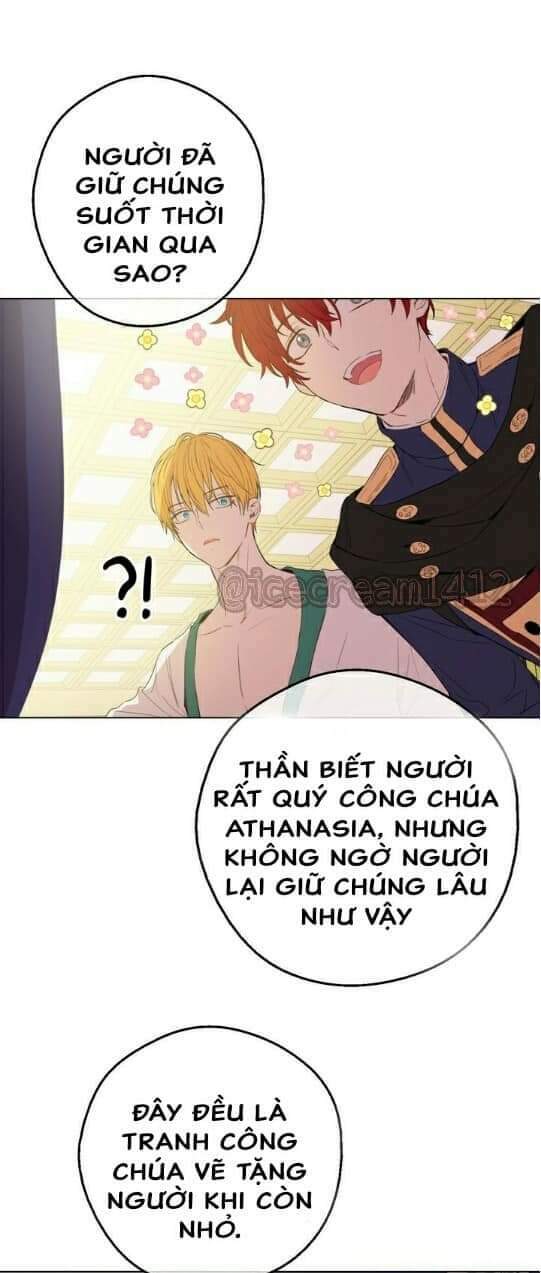 NGƯỜI ĐÃ
GIỮ CHÚNG
SUỐT THỜI
GIAN QUA
SAO?
?!
@icecream1412
THẦN BIẾT NGƯỜI
RẤT QUÝ CÔNG CHÚA
ATHANASIA, NHƯNG
KHÔNG NGỜ NGƯỜI
LẠI GIỮ CHÚNG LÂU
NHƯ VẬY
ĐÂY ĐỀU LÀ
TRANH CÔNG
CHÚA VẼ TẶNG
NGƯỜI KHI CÒN
NHỎ.